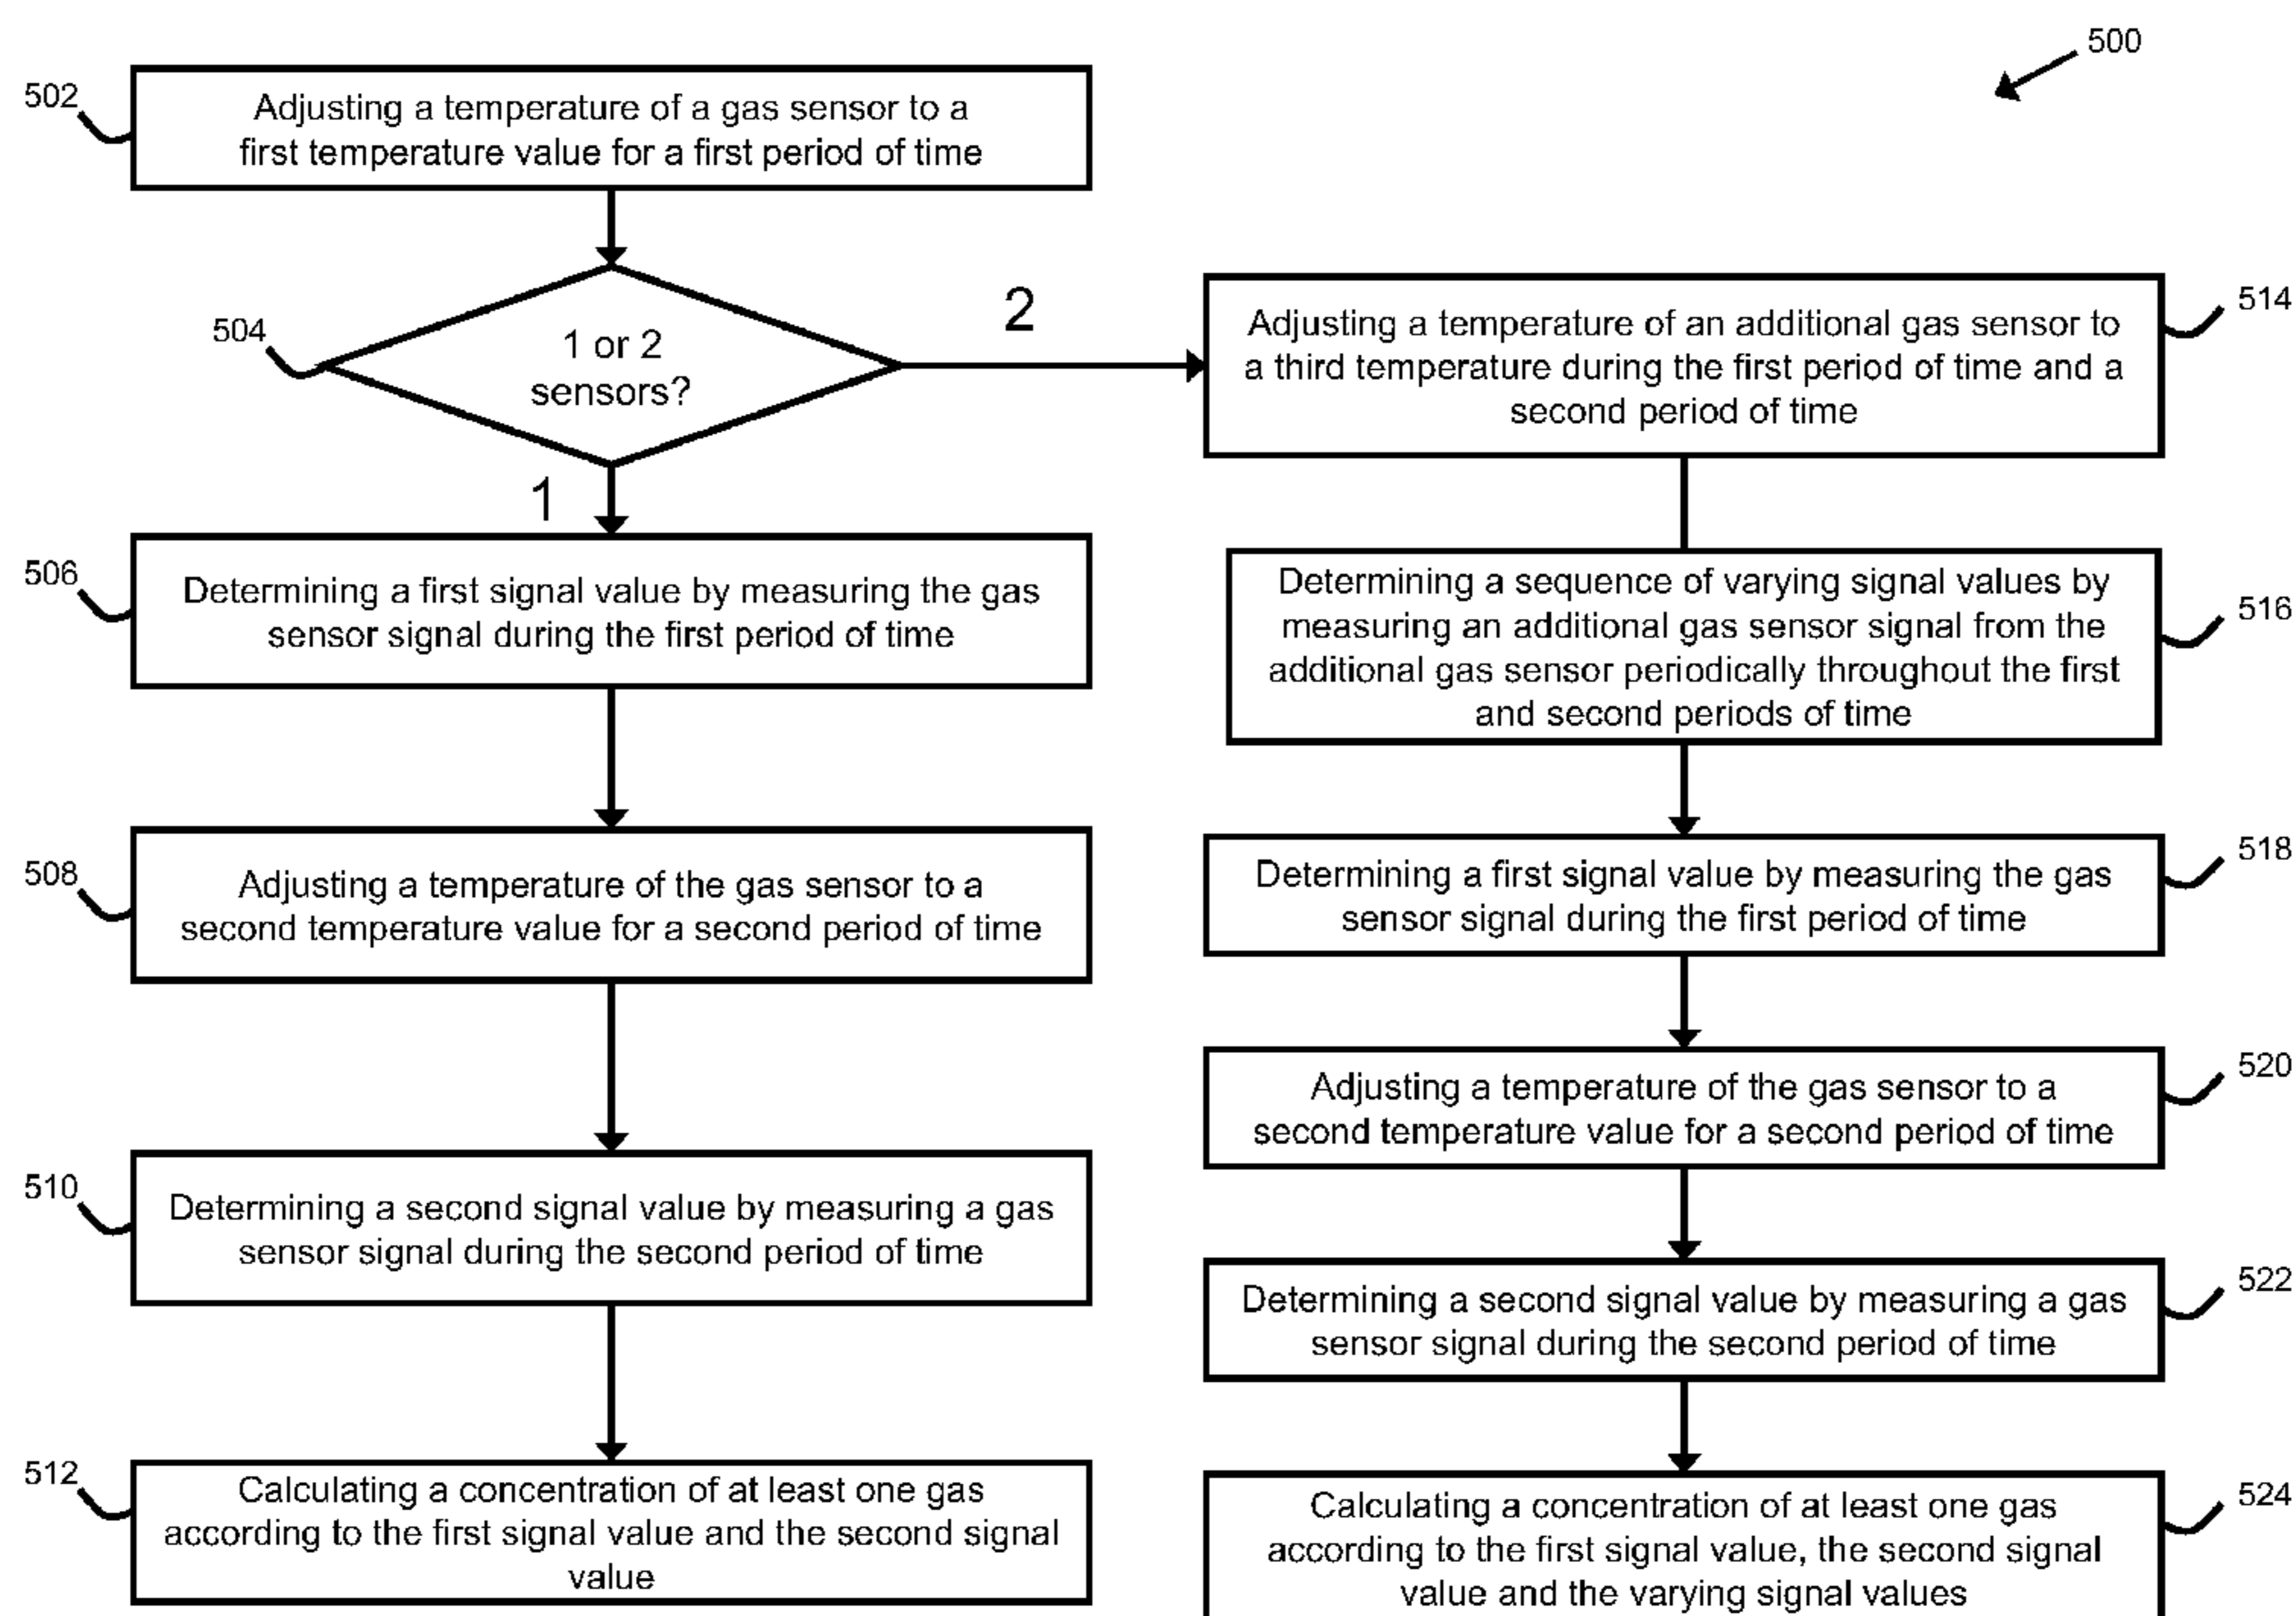 500
502
Adjusting a temperature of a gas sensor to a
first temperature value for a first period of time
504
1 or 2
sensors?
2
1
506
Determining a first signal value by measuring the gas
sensor signal during the first period of time
508
Adjusting a temperature of the gas sensor to a
second temperature value for a second period of time
510
Determining a second signal value by measuring a gas
sensor signal during the second period of time
512
Calculating a concentration of at least one gas
according to the first signal value and the second signal
value
514
Adjusting a temperature of an additional gas sensor to
a third temperature during the first period of time and a
second period of time
516
Determining a sequence of varying signal values by
measuring an additional gas sensor signal from the
additional gas sensor periodically throughout the first
and second periods of time
518
Determining a first signal value by measuring the gas
sensor signal during the first period of time
520
Adjusting a temperature of the gas sensor to a
second temperature value for a second period of time
522
Determining a second signal value by measuring a gas
sensor signal during the second period of time
524
Calculating a concentration of at least one gas
according to the first signal value, the second signal
value and the varying signal values